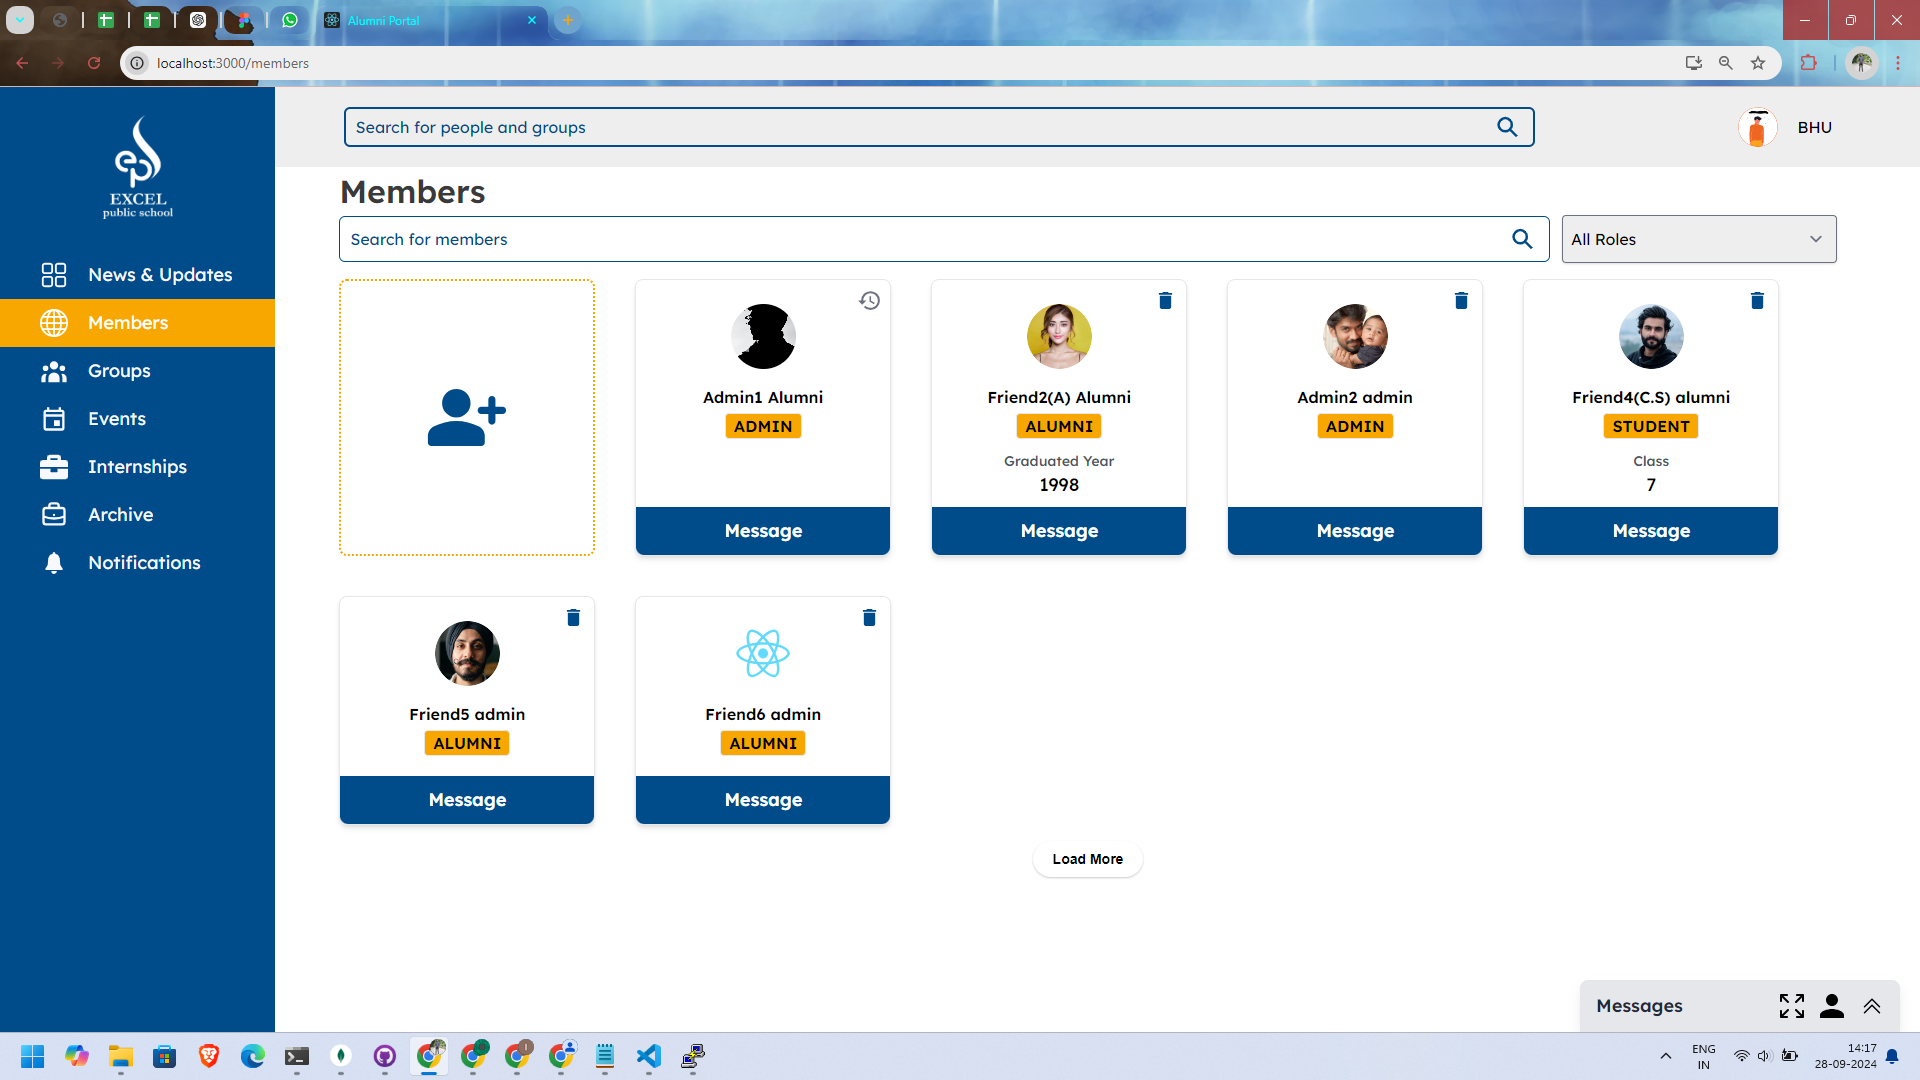 Alumni Portal
localhost:3000/members
Search for people and groups
BHU
EXCEL
public school
News & Updates
Members
Groups
Events
Internships
Archive
Notifications
Members
Search for members
All Roles
Admin1 Alumni
ADMIN
Message
Friend2(A) Alumni
ALUMNI
Graduated Year
1998
Message
Admin2 admin
ADMIN
Message
Friend4(C.S) alumni
STUDENT
Class
7
Message
Friend5 admin
ALUMNI
Message
Friend6 admin
ALUMNI
Message
Load More
Messages
ENG
IN
14:17
28-09-2024